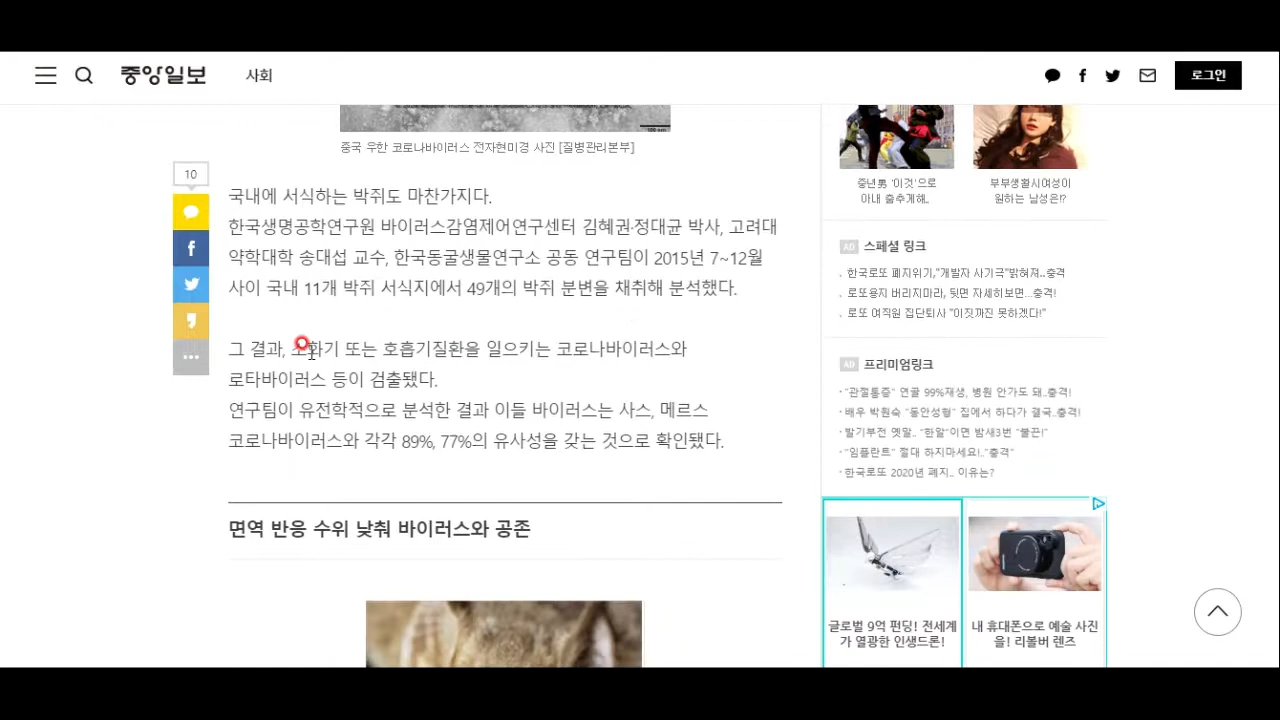 중앙일보
사회
로그인
100 nm
중국 우한 코로나바이러스 전자현미경 사진 [질병관리본부]
10
국내에 서식하는 박쥐도 마찬가지다.
한국생명공학연구원 바이러스감염제어연구센터 김혜권·정대균 박사, 고려대
약학대학 송대섭 교수, 한국동굴생물연구소 공동 연구팀이 2015년 7~12월
사이 국내 11개 박쥐 서식지에서 49개의 박쥐 분변을 채취해 분석했다.
그 결과, 소화기 또는 호흡기질환을 일으키는 코로나바이러스와
로타바이러스 등이 검출됐다.
연구팀이 유전학적으로 분석한 결과 이들 바이러스는 사스, 메르스
코로나바이러스와 각각 89%, 77%의 유사성을 갖는 것으로 확인됐다.
면역 반응 수위 낮춰 바이러스와 공존
중년男 '이것'으로
아내 춤추게해..
부부생활시여성이
원하는 남성은!?
AD 스페셜 링크
한국로또 폐지위기,"개발자 사기극"밝혀져..충격
로또용지 버리지마라, 뒷면 자세히보면...충격!
로또 여직원 집단퇴사 "이짓까진 못하겠다!"
AD 프리미엄링크
"관절통증" 연골 99%재생, 병원 안가도 돼..충격!
배우 박원숙 "동안성형" 집에서 하다가 결국..충격!
발기부전 옛말.. "한알"이면 밤새3번 "불끈!"
"임플란트" 절대 하지마세요!.."충격"
한국로또 2020년 폐지.. 이유는?
글로벌 9억 펀딩! 전세계
가 열광한 인생드론!
내 휴대폰으로 예술 사진
을! 리볼버 렌즈